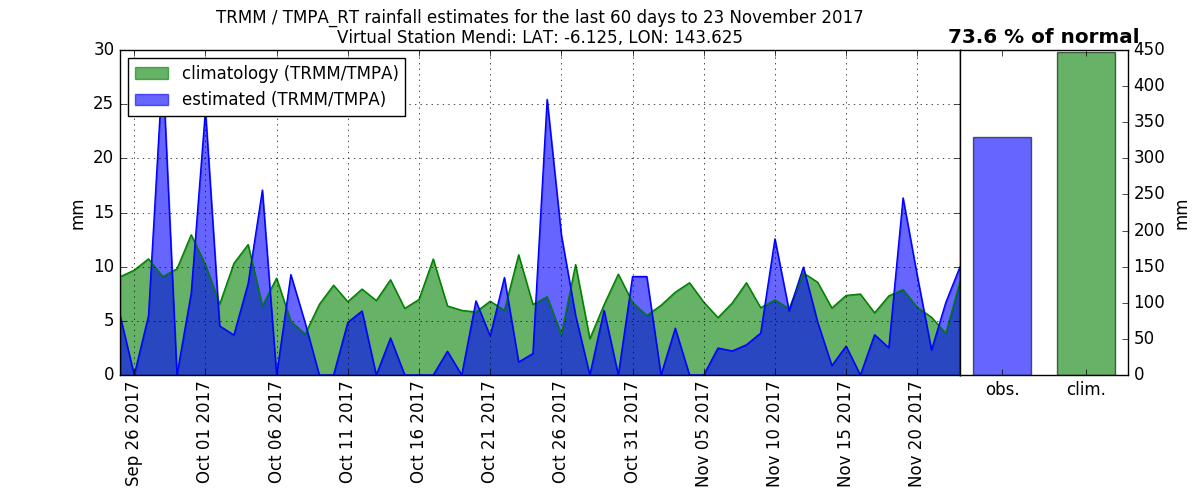 TRMM / TMPA_RT rainfall estimates for the last 60 days to 23 November 2017
Virtual Station Mendi: LAT: -6.125, LON: 143.625
73.6 % of normal
climatology (TRMM/TMPA)
estimated (TRMM/TMPA)
30
25
20
15
10
5
0
mm
Sep 26 2017
Oct 01 2017
Oct 06 2017
Oct 11 2017
Oct 16 2017
Oct 21 2017
Oct 26 2017
Oct 31 2017
Nov 05 2017
Nov 10 2017
Nov 15 2017
Nov 20 2017
obs.
clim.
450
400
350
300
250
200
150
100
50
0
mm